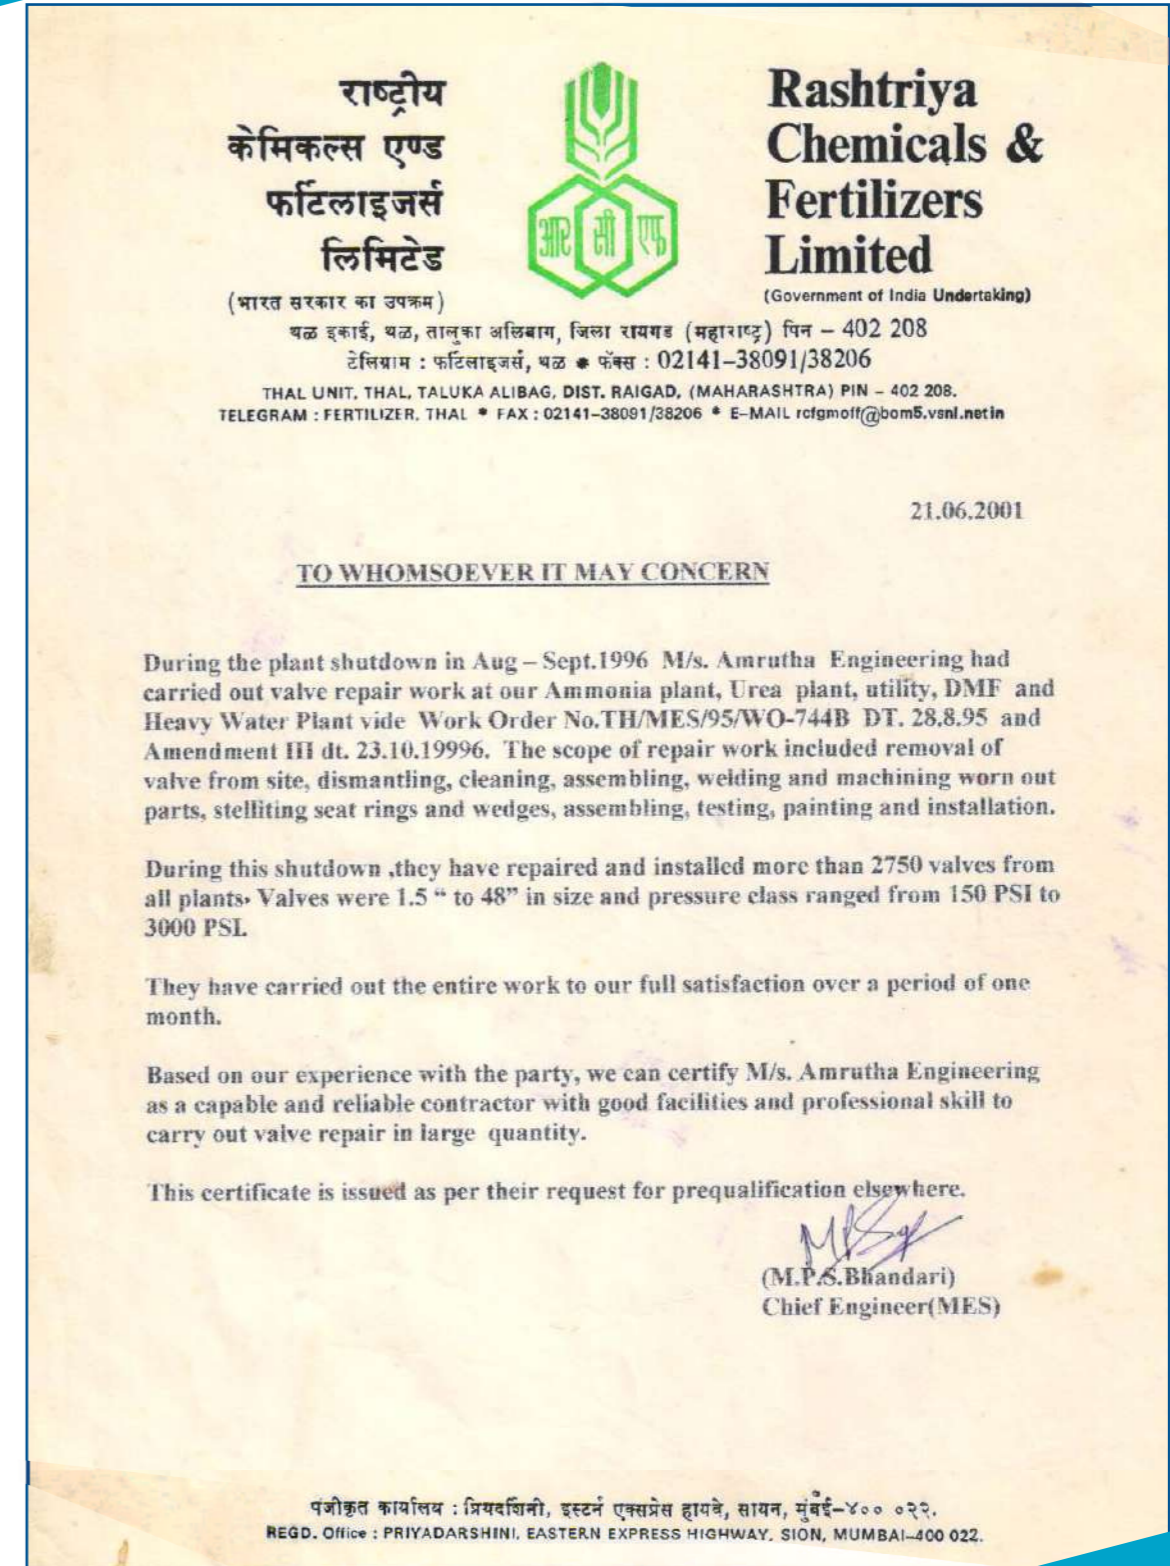 राष्ट्रीय
केमिकल्स एण्ड
फर्टिलाइजर्स
लिमिटेड
(भारत सरकार का उपक्रम)
आर सी एफ
Rashtriya
Chemicals &
Fertilizers
Limited
(Government of India Undertaking)
थळ इकाई, थळ, तालुका अलिबाग, जिला रायगड (महाराष्ट्र) पिन – 402 208
टेलिग्राम : फर्टिलाइजर्स, थळ * फॅक्स : 02141–38091/38206
THAL UNIT, THAL, TALUKA ALIBAG, DIST. RAIGAD, (MAHARASHTRA) PIN – 402 208.
TELEGRAM : FERTILIZER, THAL * FAX : 02141–38091/38206 * E–MAIL rcfgmoff@bom5.vsnl.net.in
21.06.2001
TO WHOMSOEVER IT MAY CONCERN
During the plant shutdown in Aug – Sept.1996 M/s. Amrutha Engineering had
carried out valve repair work at our Ammonia plant, Urea plant, utility, DMF and
Heavy Water Plant vide Work Order No.TH/MES/95/WO-744B DT. 28.8.95 and
Amendment III dt. 23.10.19996. The scope of repair work included removal of
valve from site, dismantling, cleaning, assembling, welding and machining worn out
parts, stelliting seat rings and wedges, assembling, testing, painting and installation.
During this shutdown ,they have repaired and installed more than 2750 valves from
all plants. Valves were 1.5 “ to 48” in size and pressure class ranged from 150 PSI to
3000 PSI.
They have carried out the entire work to our full satisfaction over a period of one
month.
Based on our experience with the party, we can certify M/s. Amrutha Engineering
as a capable and reliable contractor with good facilities and professional skill to
carry out valve repair in large quantity.
This certificate is issued as per their request for prequalification elsewhere.
(M.P.S.Bhandari)
Chief Engineer(MES)
पंजीकृत कार्यालय : प्रियदर्शिनी, इस्टर्न एक्सप्रेस हायवे, सायन, मुंबई–४०० ०२२.
REGD. Office : PRIYADARSHINI, EASTERN EXPRESS HIGHWAY, SION, MUMBAI–400 022.